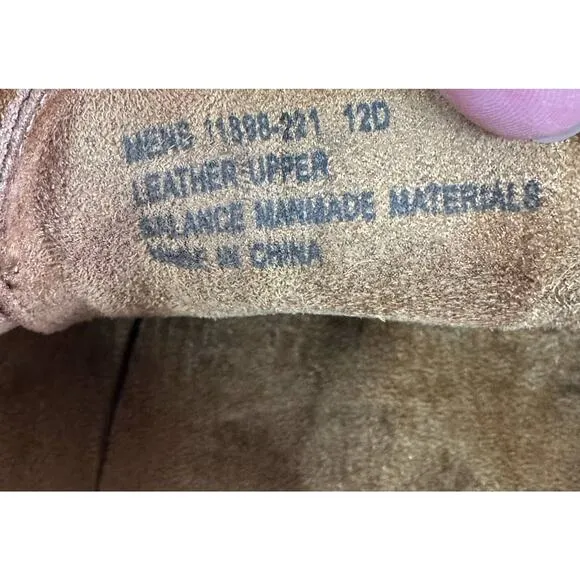 MENS 11898-221 12D
LEATHER UPPER
BALANCE MANMADE MATERIALS
MADE IN CHINA